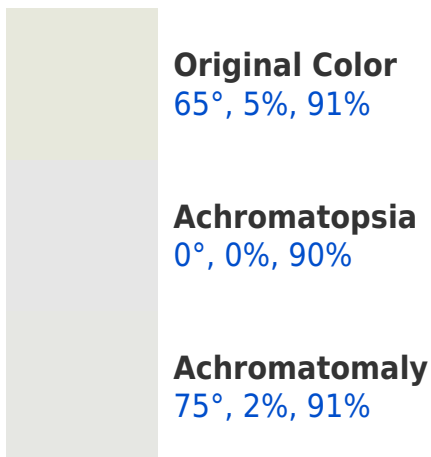 Original Color
65°, 5%, 91%
Achromatopsia
0°, 0%, 90%
Achromatomaly
75°, 2%, 91%